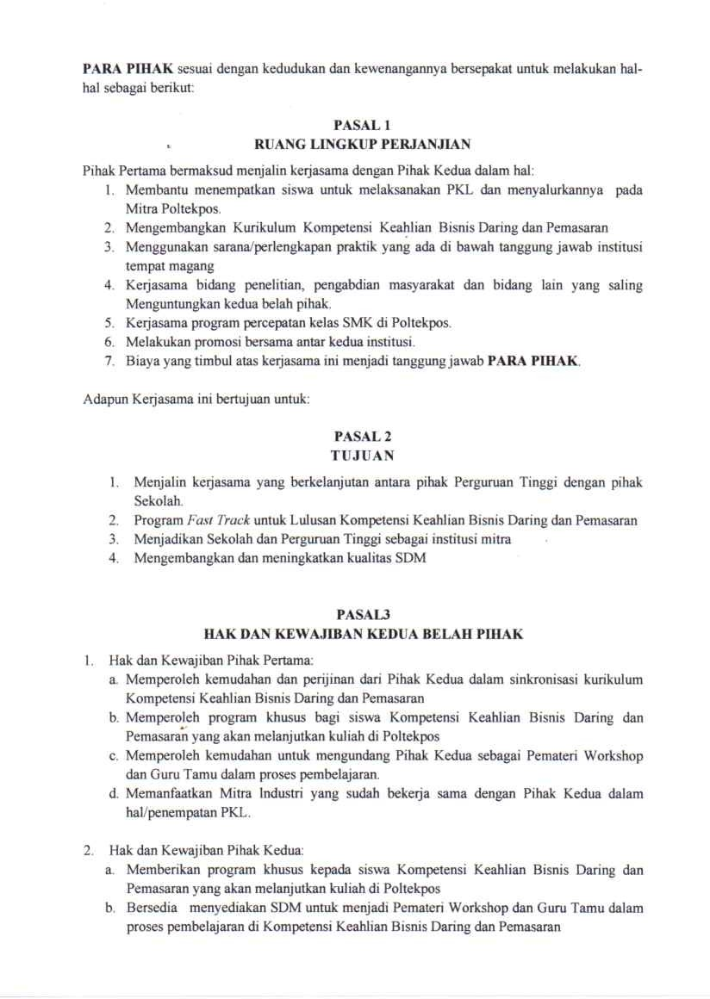 PARA PIHAK sesuai dengan kedudukan dan kewenangannya bersepakat untuk melakukan hal-
hal sebagai berikut:
PASAL 1
RUANG LINGKUP PERJANJIAN
Pihak Pertama bermaksud menjalin kerjasama dengan Pihak Kedua dalam hal:
1. Membantu menempatkan siswa untuk melaksanakan PKL dan menyalurkannya pada
Mitra Poltekpos.
2. Mengembangkan Kurikulum Kompetensi Keahlian Bisnis Daring dan Pemasaran
3. Menggunakan sarana/perlengkapan praktik yang ada di bawah tanggung jawab institusi
tempat magang
4. Kerjasama bidang penelitian, pengabdian masyarakat dan bidang lain yang saling
Menguntungkan kedua belah pihak.
5. Kerjasama program percepatan kelas SMK di Poltekpos.
6. Melakukan promosi bersama antar kedua institusi.
7. Biaya yang timbul atas kerjasama ini menjadi tanggung jawab PARA PIHAK.
Adapun Kerjasama ini bertujuan untuk:
PASAL 2
TUJUAN
1. Menjalin kerjasama yang berkelanjutan antara pihak Perguruan Tinggi dengan pihak
Sekolah.
2. Program Fast Track untuk Lulusan Kompetensi Keahlian Bisnis Daring dan Pemasaran
3. Menjadikan Sekolah dan Perguruan Tinggi sebagai institusi mitra
4. Mengembangkan dan meningkatkan kualitas SDM
PASAL3
HAK DAN KEWAJIBAN KEDUA BELAH PIHAK
1. Hak dan Kewajiban Pihak Pertama:
a. Memperoleh kemudahan dan perijinan dari Pihak Kedua dalam sinkronisasi kurikulum
Kompetensi Keahlian Bisnis Daring dan Pemasaran
b. Memperoleh program khusus bagi siswa Kompetensi Keahlian Bisnis Daring dan
Pemasaran yang akan melanjutkan kuliah di Poltekpos
c. Memperoleh kemudahan untuk mengundang Pihak Kedua sebagai Pemateri Workshop
dan Guru Tamu dalam proses pembelajaran.
d. Memanfaatkan Mitra Industri yang sudah bekerja sama dengan Pihak Kedua dalam
hal/penempatan PKL.
2. Hak dan Kewajiban Pihak Kedua:
a. Memberikan program khusus kepada siswa Kompetensi Keahlian Bisnis Daring dan
Pemasaran yang akan melanjutkan kuliah di Poltekpos
b. Bersedia menyediakan SDM untuk menjadi Pemateri Workshop dan Guru Tamu dalam
proses pembelajaran di Kompetensi Keahlian Bisnis Daring dan Pemasaran